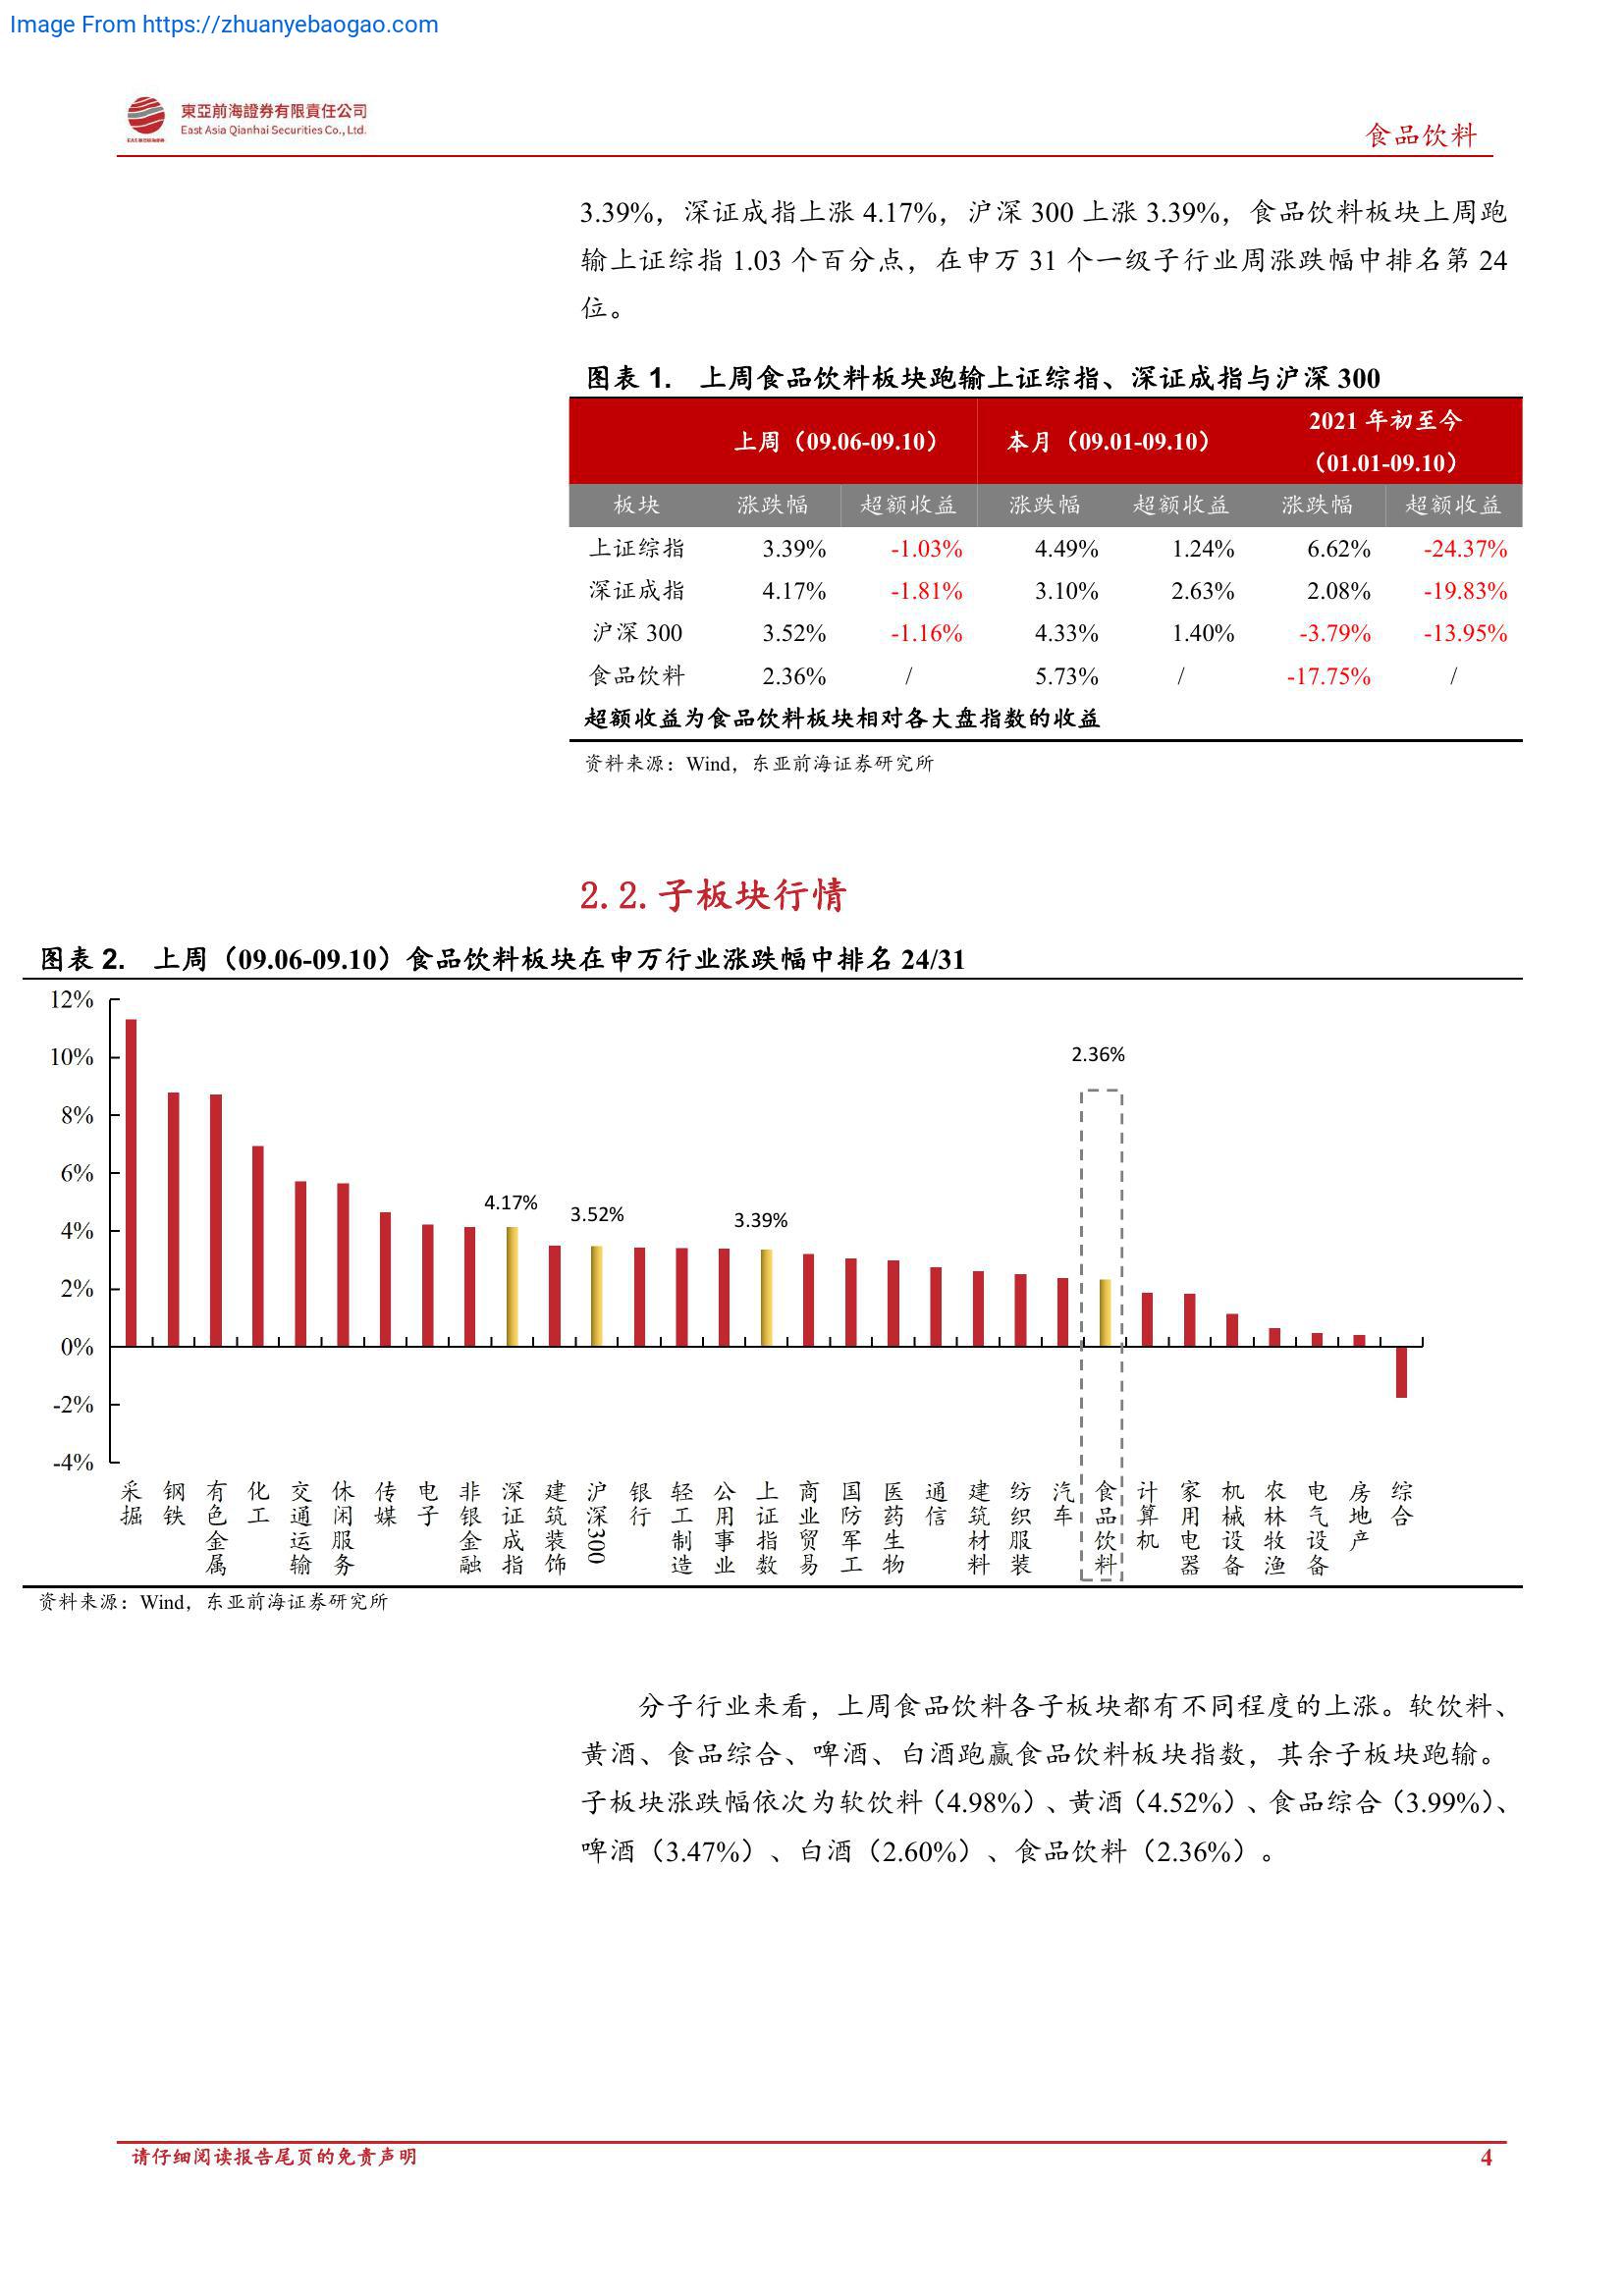 Image From https://zhuanyebaogao.com
東亞前海證券有限責任公司
East Asia Qianhai Securities Co., Ltd.
食品饮料
3.39%，深证成指上涨 4.17%，沪深 300 上涨 3.39%，食品饮料板块上周跑
输上证综指 1.03 个百分点，在申万 31 个一级子行业周涨跌幅中排名第 24
位。
图表 1. 上周食品饮料板块跑输上证综指、深证成指与沪深 300
上周（09.06-09.10） 本月（09.01-09.10） 2021 年初至今
（01.01-09.10）
板块 涨跌幅 超额收益 涨跌幅 超额收益 涨跌幅 超额收益
上证综指 3.39% -1.03% 4.49% 1.24% 6.62% -24.37%
深证成指 4.17% -1.81% 3.10% 2.63% 2.08% -19.83%
沪深 300 3.52% -1.16% 4.33% 1.40% -3.79% -13.95%
食品饮料 2.36% / 5.73% / -17.75% /
超额收益为食品饮料板块相对各大盘指数的收益
资料来源：Wind，东亚前海证券研究所
2.2.子板块行情
图表 2. 上周（09.06-09.10）食品饮料板块在申万行业涨跌幅中排名 24/31
12%
10%
8%
6%
4%
2%
0%
-2%
-4%
4.17%
3.52%
3.39%
2.36%
采掘
钢铁
有色金属
化工
交通运输
休闲服务
传媒
电子
非银金融
深证成指
建筑装饰
沪深300
银行
轻工制造
公用事业
上证指数
商业贸易
国防军工
医药生物
通信
建筑材料
纺织服装
汽车
食品饮料
计算机
家用电器
机械设备
农林牧渔
电气设备
房地产
综合
资料来源：Wind，东亚前海证券研究所
分子行业来看，上周食品饮料各子板块都有不同程度的上涨。软饮料、
黄酒、食品综合、啤酒、白酒跑赢食品饮料板块指数，其余子板块跑输。
子板块涨跌幅依次为软饮料（4.98%）、黄酒（4.52%）、食品综合（3.99%）、
啤酒（3.47%）、白酒（2.60%）、食品饮料（2.36%）。
请仔细阅读报告尾页的免责声明
4